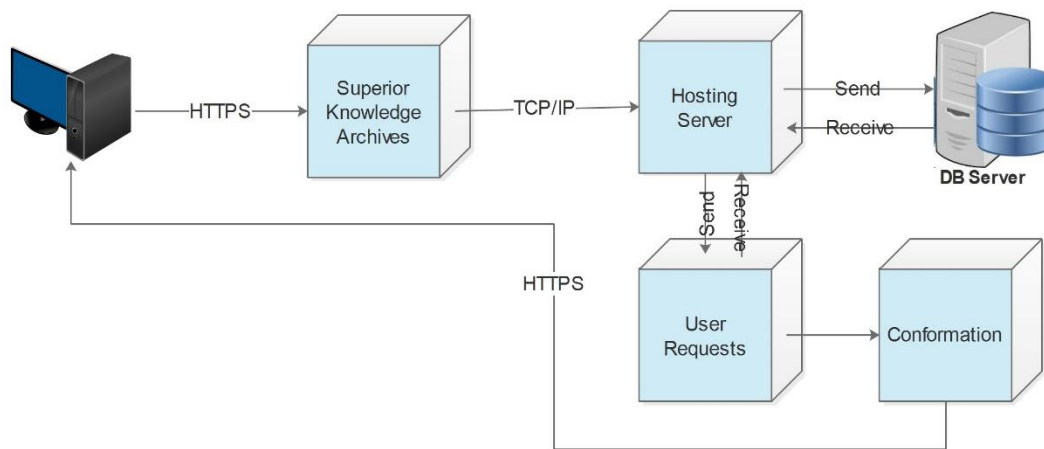 HTTPS
Superior
Knowledge
Archives
TCP/IP
Hosting
Server
Send
Receive
DB Server
Send
Receive
HTTPS
User
Requests
Conformation